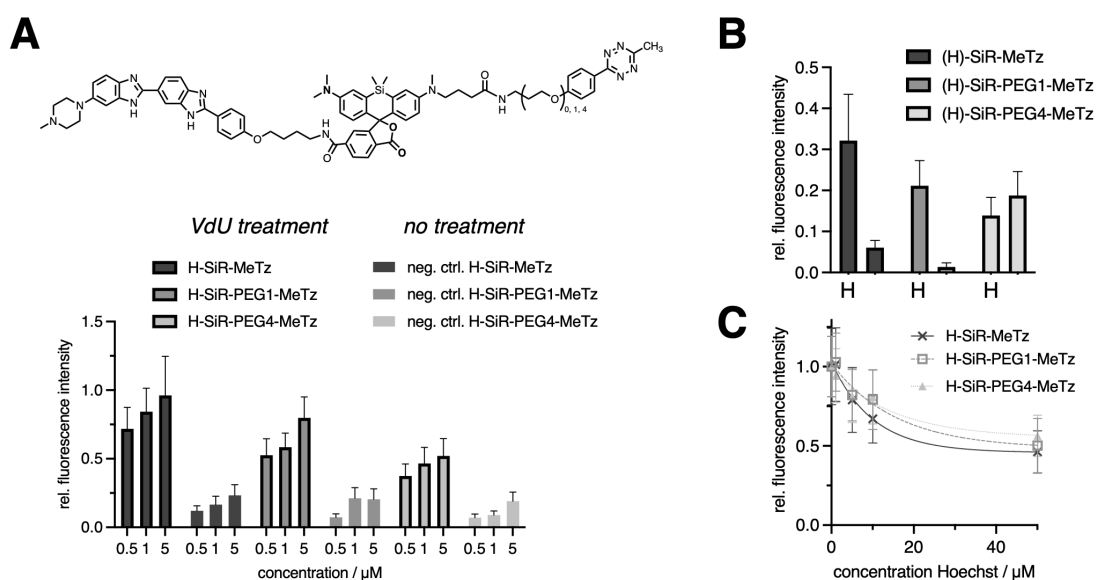 A
N
N
H
N
N
N
H
N
O
H
N
O
N
Si
N
O
O
O
N
H
O
0, 1, 4
N
N
N
N
CH3
VdU treatment
no treatment
H-SiR-MeTz
H-SiR-PEG1-MeTz
H-SiR-PEG4-MeTz
neg. ctrl. H-SiR-MeTz
neg. ctrl. H-SiR-PEG1-MeTz
neg. ctrl. H-SiR-PEG4-MeTz
rel. fluorescence intensity
1.5
1.0
0.5
0.0
0.5 1 5 0.5 1 5 0.5 1 5 0.5 1 5 0.5 1 5 0.5 1 5
concentration / µM
B
(H)-SiR-MeTz
(H)-SiR-PEG1-MeTz
(H)-SiR-PEG4-MeTz
rel. fluorescence intensity
0.5
0.4
0.3
0.2
0.1
0.0
H H H
C
H-SiR-MeTz
H-SiR-PEG1-MeTz
H-SiR-PEG4-MeTz
rel. fluorescence intensity
1.0
0.5
0.0
0 20 40
concentration Hoechst / µM